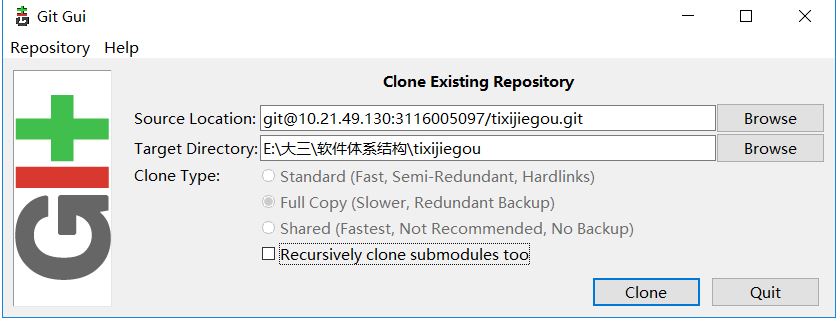 Git Gui
Repository Help
Clone Existing Repository
Source Location: git@10.21.49.130:3116005097/tixijiegou.git Browse
Target Directory: E:\大三\软件体系结构\tixijiegou Browse
Clone Type: Standard (Fast, Semi-Redundant, Hardlinks)
Full Copy (Slower, Redundant Backup)
Shared (Fastest, Not Recommended, No Backup)
Recursively clone submodules too
Clone Quit
Git